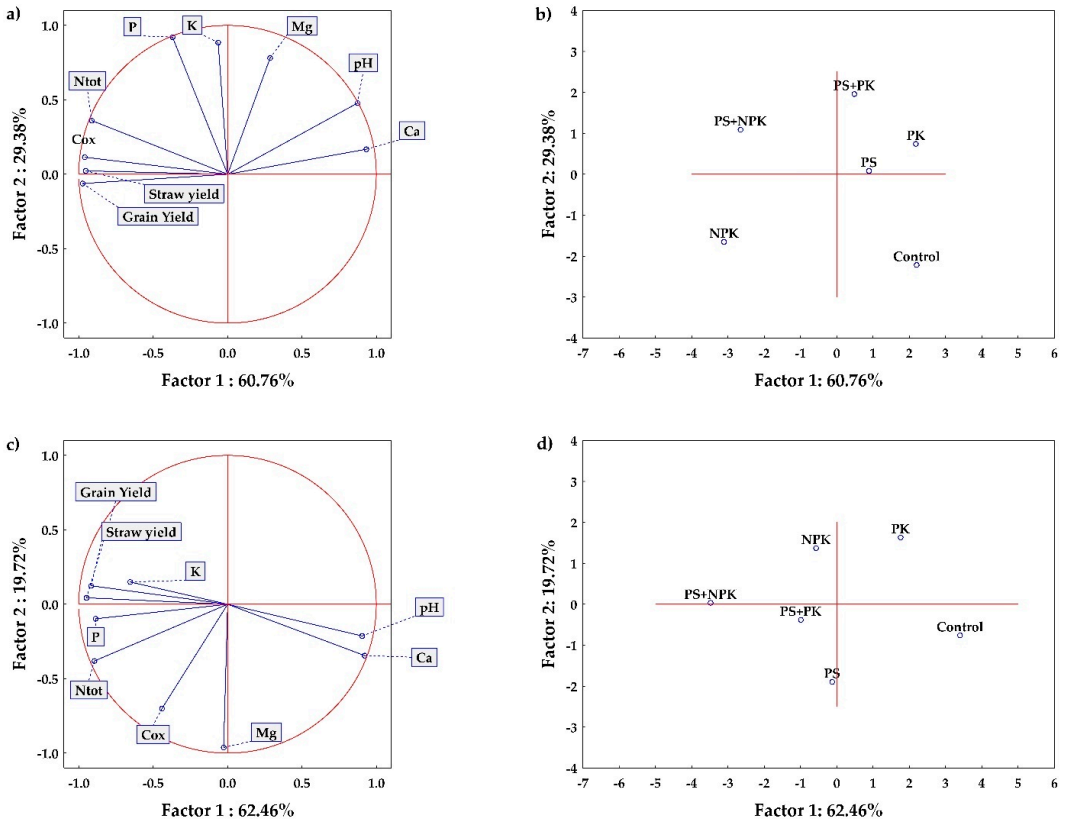 a)
P
K
Mg
pH
Ntot
Ca
Cox
Straw yield
Grain Yield
1.0
0.5
0.0
-0.5
-1.0
-1.0 -0.5 0.0 0.5 1.0
Factor 2 : 29.38%
Factor 1 : 60.76%
b)
4
3
2
1
0
-1
-2
-3
-4
PS+PK
PS+NPK
PK
PS
NPK
Control
-7 -6 -5 -4 -3 -2 -1 0 1 2 3 4 5 6 7
Factor 2: 29.38%
Factor 1: 60.76%
c)
Grain Yield
Straw yield
K
pH
P
Ca
Ntot
Cox
Mg
1.0
0.5
0.0
-0.5
-1.0
-1.0 -0.5 0.0 0.5 1.0
Factor 2 : 19.72%
Factor 1 : 62.46%
d)
4
3
2
1
0
-1
-2
-3
-4
PK
NPK
PS+NPK
PS+PK
Control
PS
-7 -6 -5 -4 -3 -2 -1 0 1 2 3 4 5 6 7
Factor 2: 19.72%
Factor 1: 62.46%